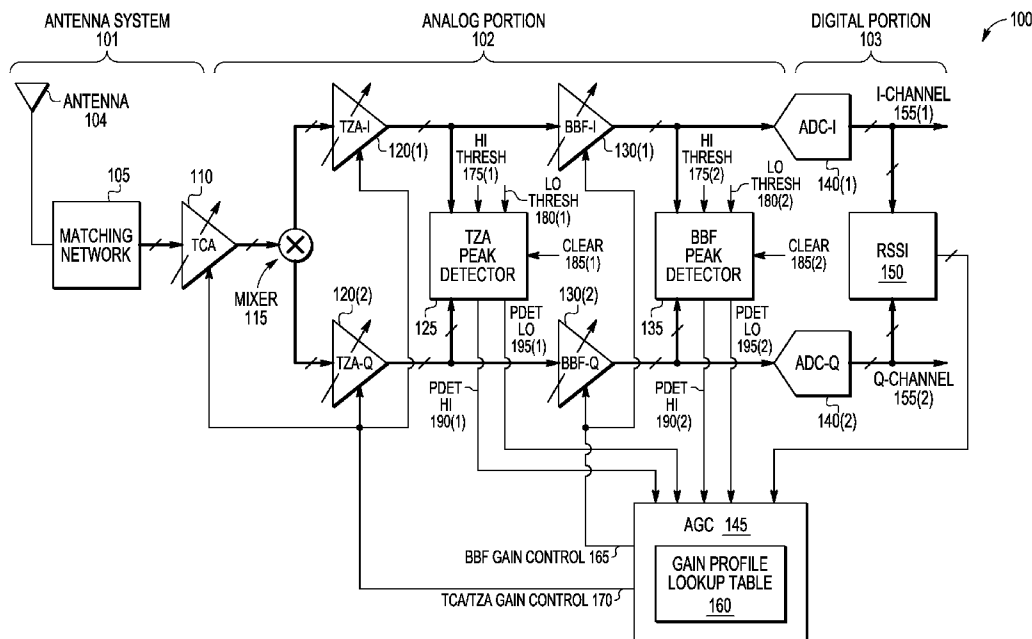 ANTENNA SYSTEM
101
ANALOG PORTION
102
DIGITAL PORTION
103
100
ANTENNA
104
TZA-I
120(1)
BBF-I
130(1)
ADC-I
140(1)
I-CHANNEL
155(1)
HI
THRESH
175(1)
LO
THRESH
180(1)
HI
THRESH
175(2)
LO
THRESH
180(2)
105
MATCHING
NETWORK
110
TCA
MIXER
115
TZA
PEAK
DETECTOR
125
CLEAR
185(1)
BBF
PEAK
DETECTOR
135
CLEAR
185(2)
RSSI
150
120(2)
TZA-Q
PDET
LO
195(1)
130(2)
BBF-Q
PDET
LO
195(2)
ADC-Q
140(2)
Q-CHANNEL
155(2)
PDET
HI
190(1)
PDET
HI
190(2)
AGC 145
BBF GAIN CONTROL 165
GAIN PROFILE
LOOKUP TABLE
160
TCA/TZA GAIN CONTROL 170